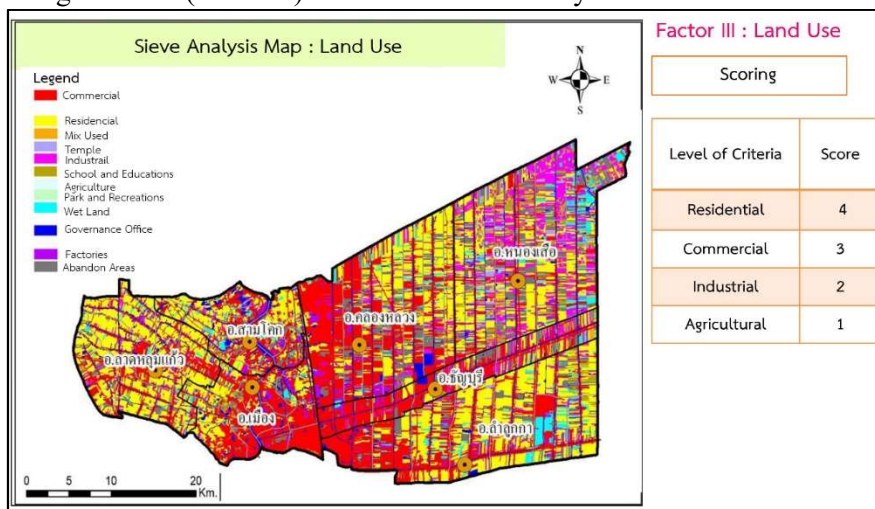 Sieve Analysis Map : Land Use
Legend
Commercial
Residencial
Mix Used
Temple
Industrail
School and Educations
Agriculture
Park and Recreations
Wet Land
Governance Office
Factories
Abandon Areas
N
W E
S
อ.หนองเสือ
อ.คลองหลวง
อ.สามโคก
อ.ลาดหลุมแก้ว
อ.ธัญบุรี
อ.เมือง
อ.ลำลูกกา
0 5 10 20
Km.
Factor III : Land Use
Scoring
Level of Criteria Score
Residential 4
Commercial 3
Industrial 2
Agricultural 1